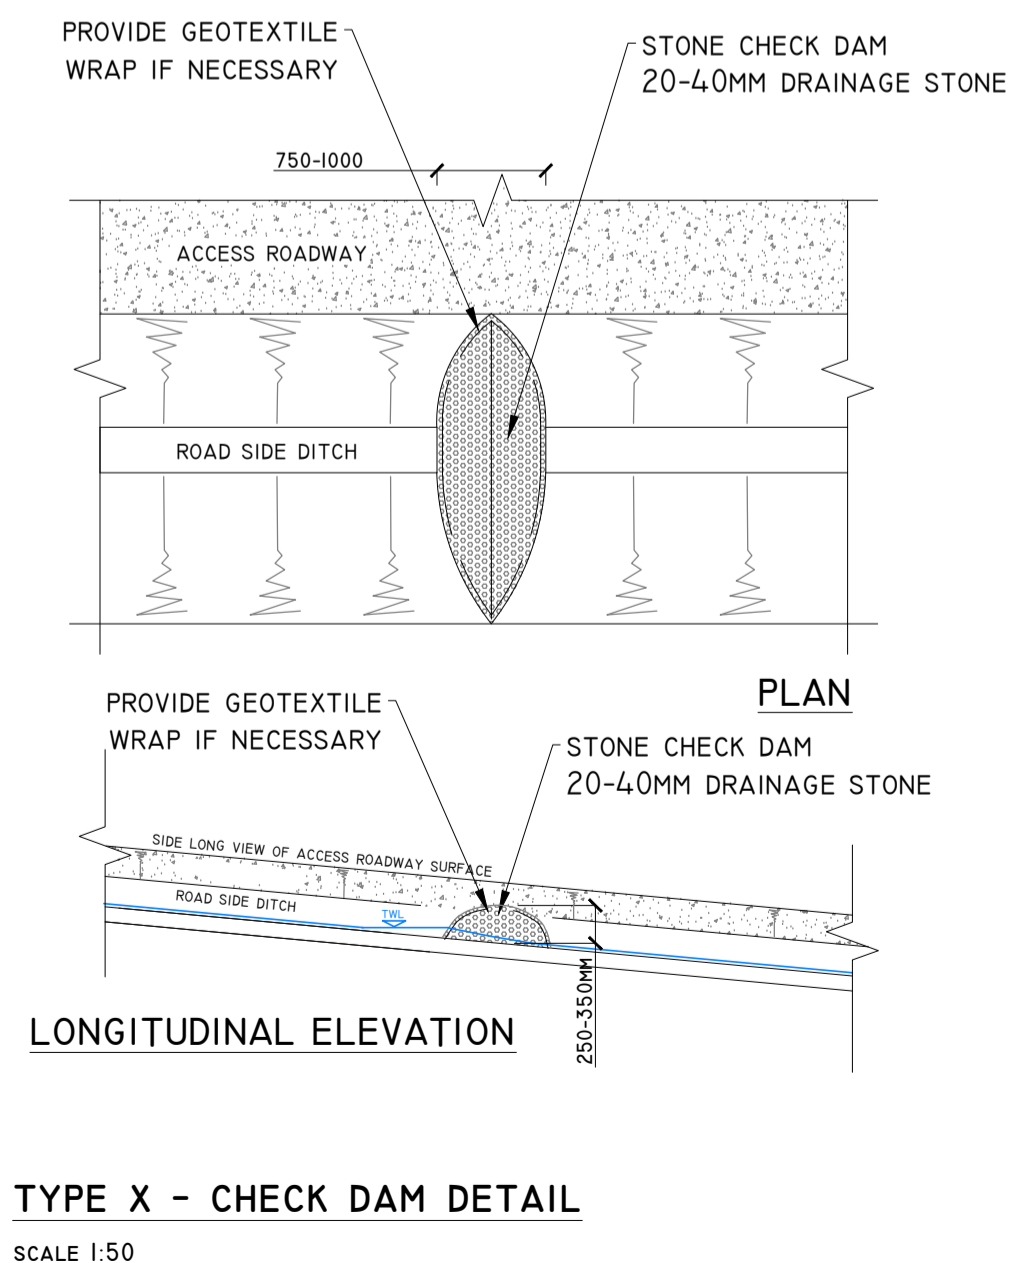 PROVIDE GEOTEXTILE
WRAP IF NECESSARY
STONE CHECK DAM
20-40MM DRAINAGE STONE
750-1000
ACCESS ROADWAY
ROAD SIDE DITCH
PLAN
PROVIDE GEOTEXTILE
WRAP IF NECESSARY
STONE CHECK DAM
20-40MM DRAINAGE STONE
SIDE LONG VIEW OF ACCESS ROADWAY SURFACE
ROAD SIDE DITCH
TWL
250-350MM
LONGITUDINAL ELEVATION
TYPE X - CHECK DAM DETAIL
SCALE 1:50